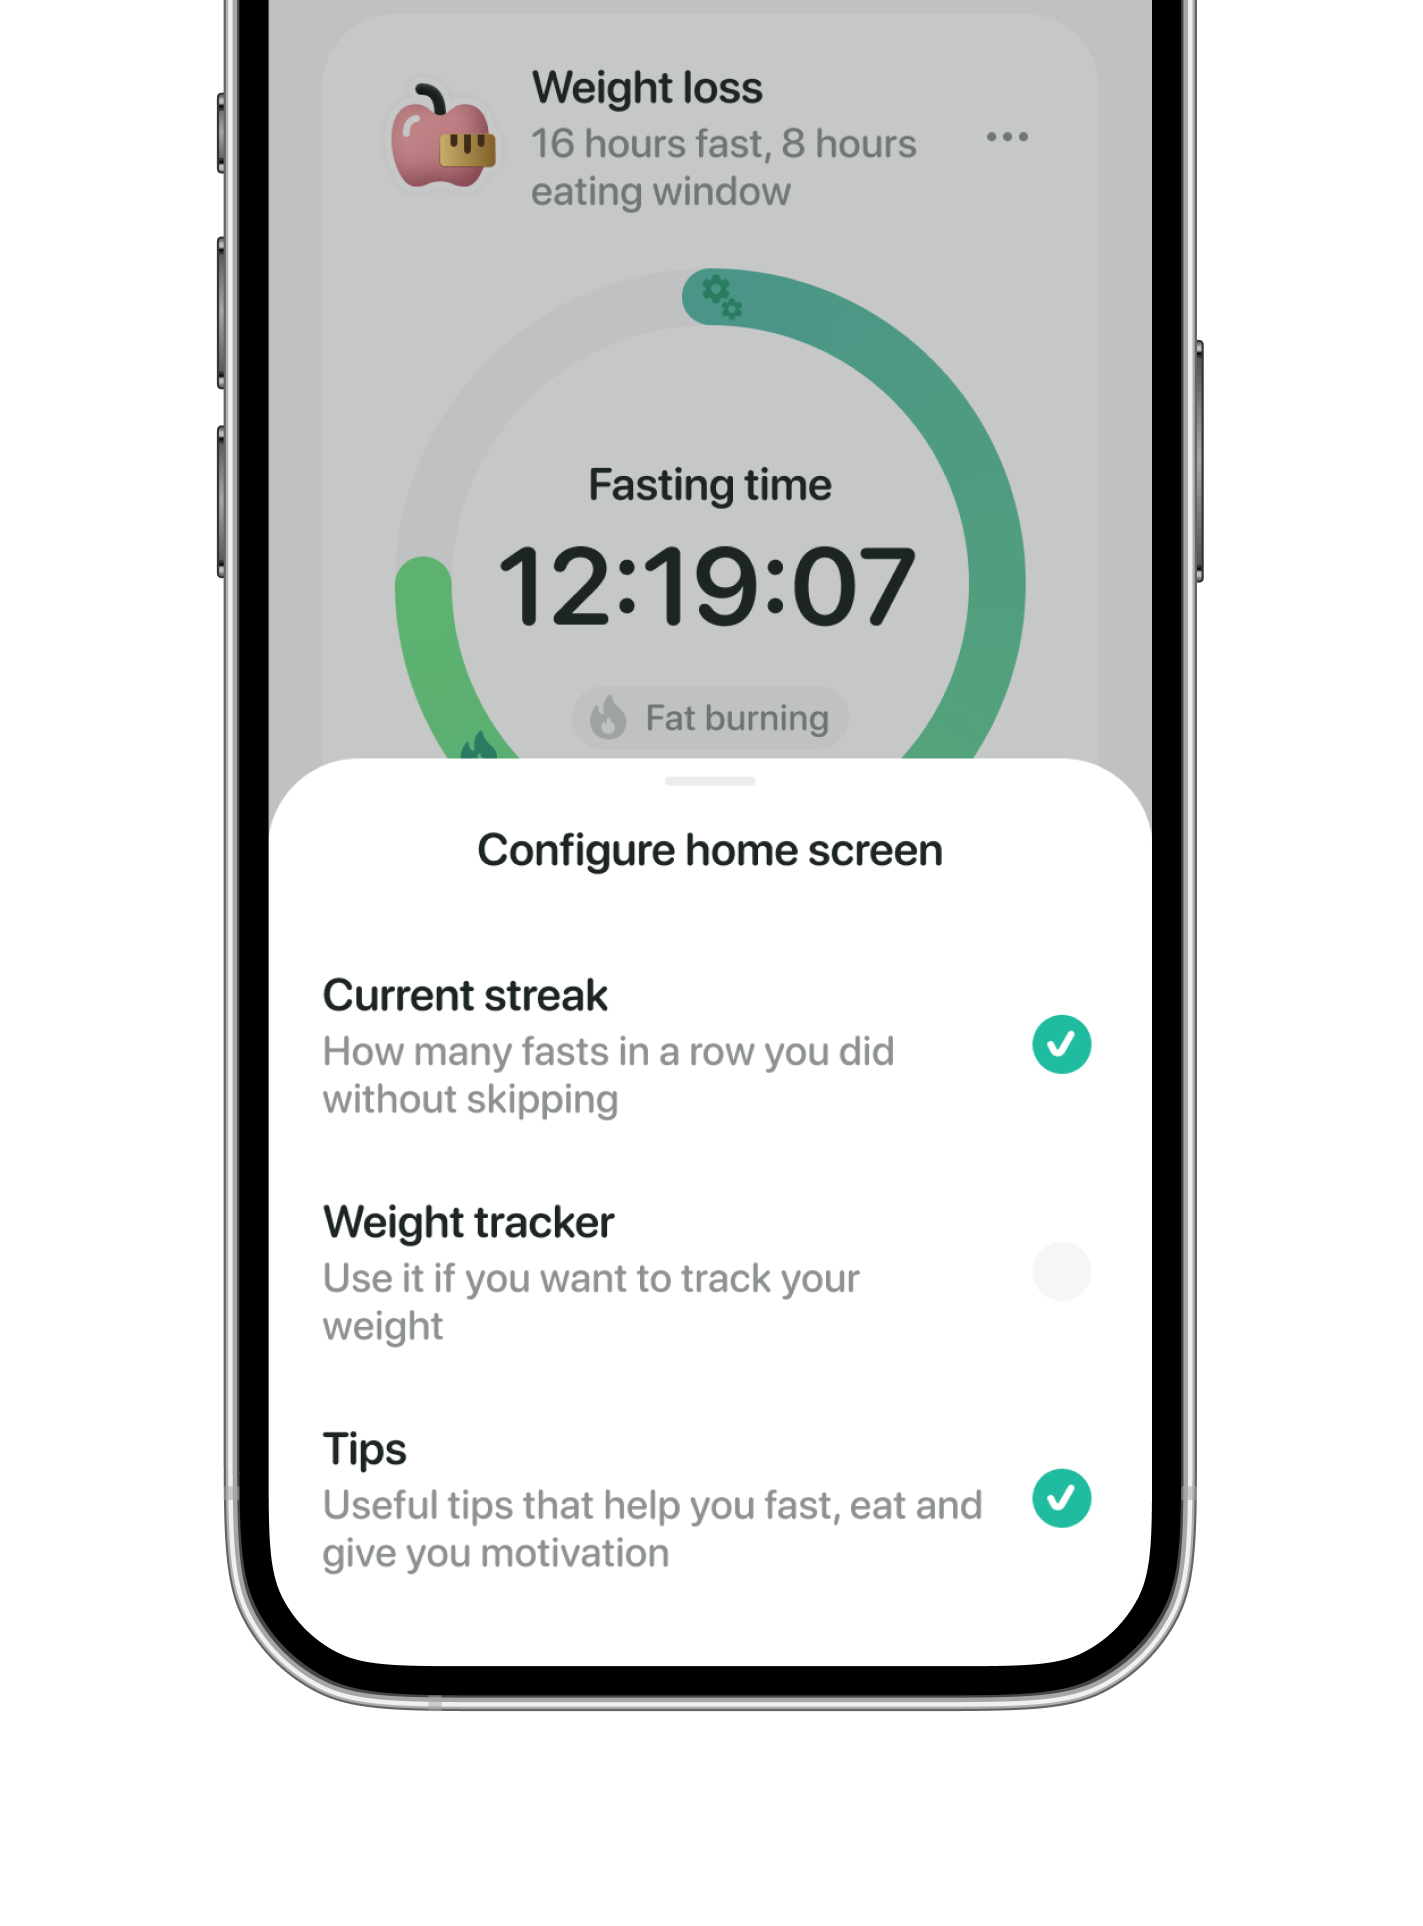 Weight loss
16 hours fast, 8 hours
eating window
Fasting time
12:19:07
Fat burning
Configure home screen
Current streak
How many fasts in a row you did
without skipping
Weight tracker
Use it if you want to track your
weight
Tips
Useful tips that help you fast, eat and
give you motivation